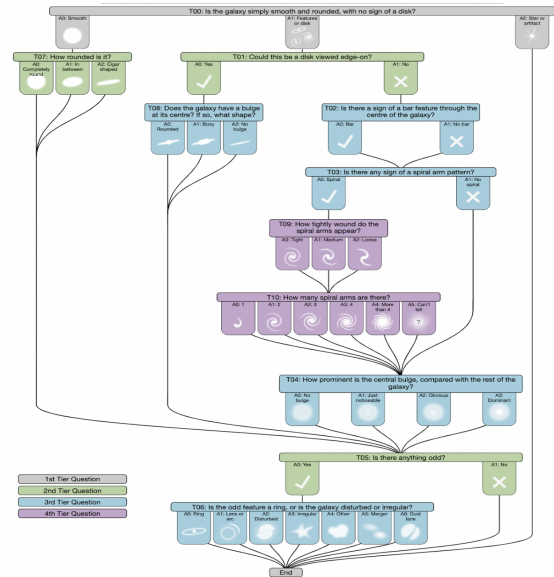 T00: Is the galaxy simply smooth and rounded, with no sign of a disk?
A0: Smooth
A1: Features
or disk
A2: Star or
artifact
T07: How rounded is it?
A0:
Completely
round
A1: In
between
A2: Cigar
shaped
T01: Could this be a disk viewed edge-on?
A0: Yes
A1: No
T08: Does the galaxy have a bulge
at its centre? If so, what shape?
A0:
Rounded
A1: Boxy
A2: No
bulge
T02: Is there a sign of a bar feature through the
centre of the galaxy?
A0: Bar
A1: No bar
T03: Is there any sign of a spiral arm pattern?
A0: Spiral
A1: No
spiral
T09: How tightly wound do the
spiral arms appear?
A0: Tight
A1: Medium
A2: Loose
T10: How many spiral arms are there?
A0: 1
A1: 2
A2: 3
A3: 4
A4: More
than 4
A5: Can't
tell
?
T04: How prominent is the central bulge, compared with the rest of the
galaxy?
A0: No
bulge
A1: Just
noticeable
A2: Obvious
A3:
Dominant
T05: Is there anything odd?
A0: Yes
A1: No
1st Tier Question
2nd Tier Question
3rd Tier Question
4th Tier Question
T06: Is the odd feature a ring, or is the galaxy disturbed or irregular?
A0: Ring
A1: Lens or
arc
A2:
Disturbed
A3: Irregular
A4: Other
A5: Merger
A6: Dust
lane
End